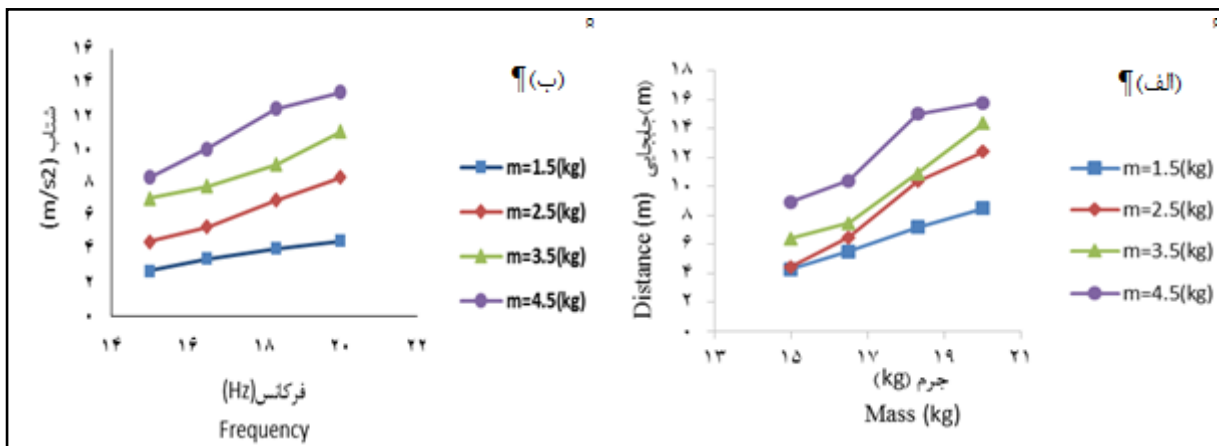 (ب)¶
¤
شتاب (m/s2)
۱۶
۱۴
۱۲
۱۰
۸
۶
۴
۲
۰
۱۴ ۱۶ ۱۸ ۲۰ ۲۲
فرکانس(Hz)
Frequency
m=1.5(kg)
m=2.5(kg)
m=3.5(kg)
m=4.5(kg)
(الف)¶
¤
Distance (m) جابجایی(m)
۱۸
۱۶
۱۴
۱۲
۱۰
۸
۶
۴
۲
۰
۱۳ ۱۵ ۱۷ ۱۹ ۲۱
جرم (kg)
Mass (kg)
m=1.5(kg)
m=2.5(kg)
m=3.5(kg)
m=4.5(kg)